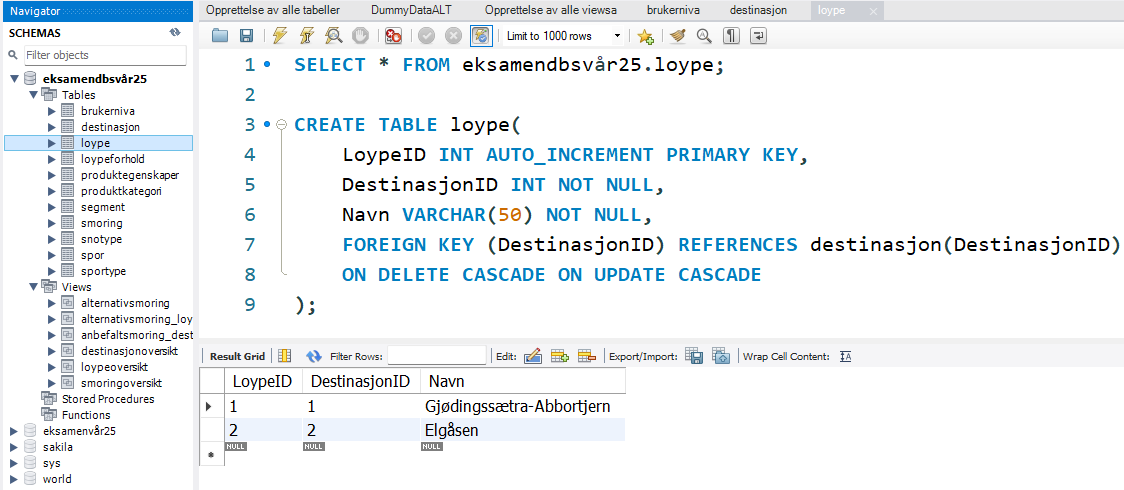 Navigator
SCHEMAS
Filter objects
eksamendbsvår25
Tables
brukerniva
destinasjon
loype
loypeforhold
produktegenskaper
produktkategori
segment
smoring
snotype
spor
sportype
Views
alternativsmoring
alternativsmoring_loy
anbefaltsmoring_dest
destinasjonoversikt
loypeoversikt
smoringoversikt
Stored Procedures
Functions
eksamenvår25
sakila
sys
world
Opprettelse av alle tabeller DummyDataALT Opprettelse av alle viewsa brukerniva destinasjon loype
Limit to 1000 rows
1 SELECT * FROM eksamendbsvår25.loype;
2
3 CREATE TABLE loype(
4 LoypeID INT AUTO_INCREMENT PRIMARY KEY,
5 DestinasjonID INT NOT NULL,
6 Navn VARCHAR(50) NOT NULL,
7 FOREIGN KEY (DestinasjonID) REFERENCES destinasjon(DestinasjonID)
8 ON DELETE CASCADE ON UPDATE CASCADE
9 );
Result Grid Filter Rows: Edit: Export/Import: Wrap Cell Content: IA
LoypeID DestinasjonID Navn
1 1 Gjødingssætra-Abbortjern
2 2 Elgåsen
NULL NULL NULL